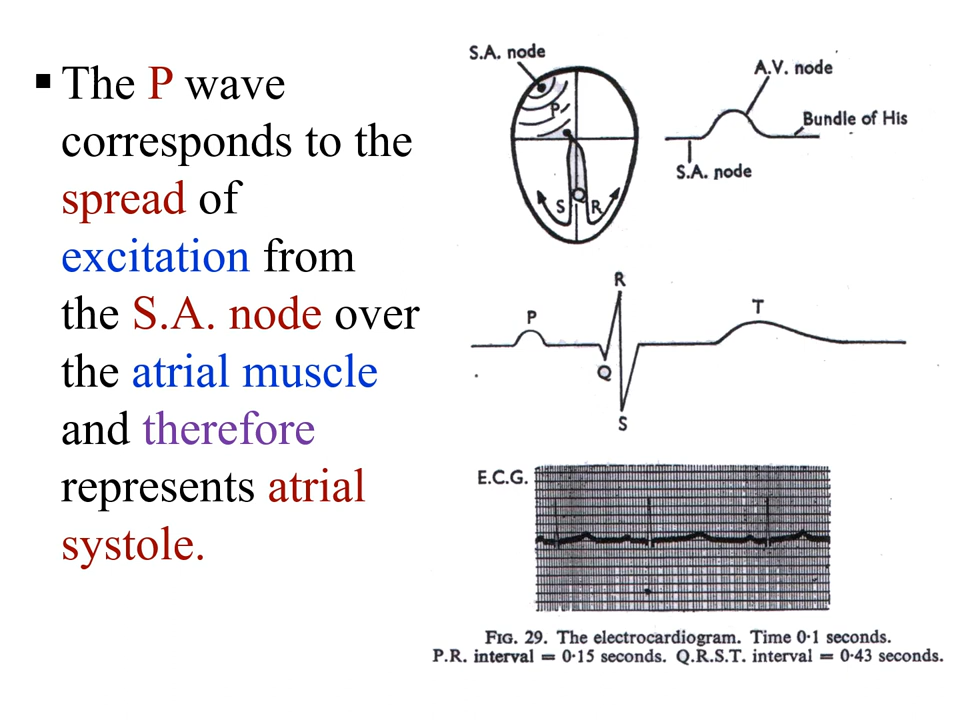 ▪ The P wave
corresponds to the
spread of
excitation from
the S.A. node over
the atrial muscle
and therefore
represents atrial
systole.
S.A. node
P
S
R
Q
A.V. node
Bundle of His
S.A. node
P
R
Q
S
T
E.C.G.
FIG. 29. The electrocardiogram. Time 0·1 seconds.
P.R. interval = 0·15 seconds. Q.R.S.T. interval = 0·43 seconds.